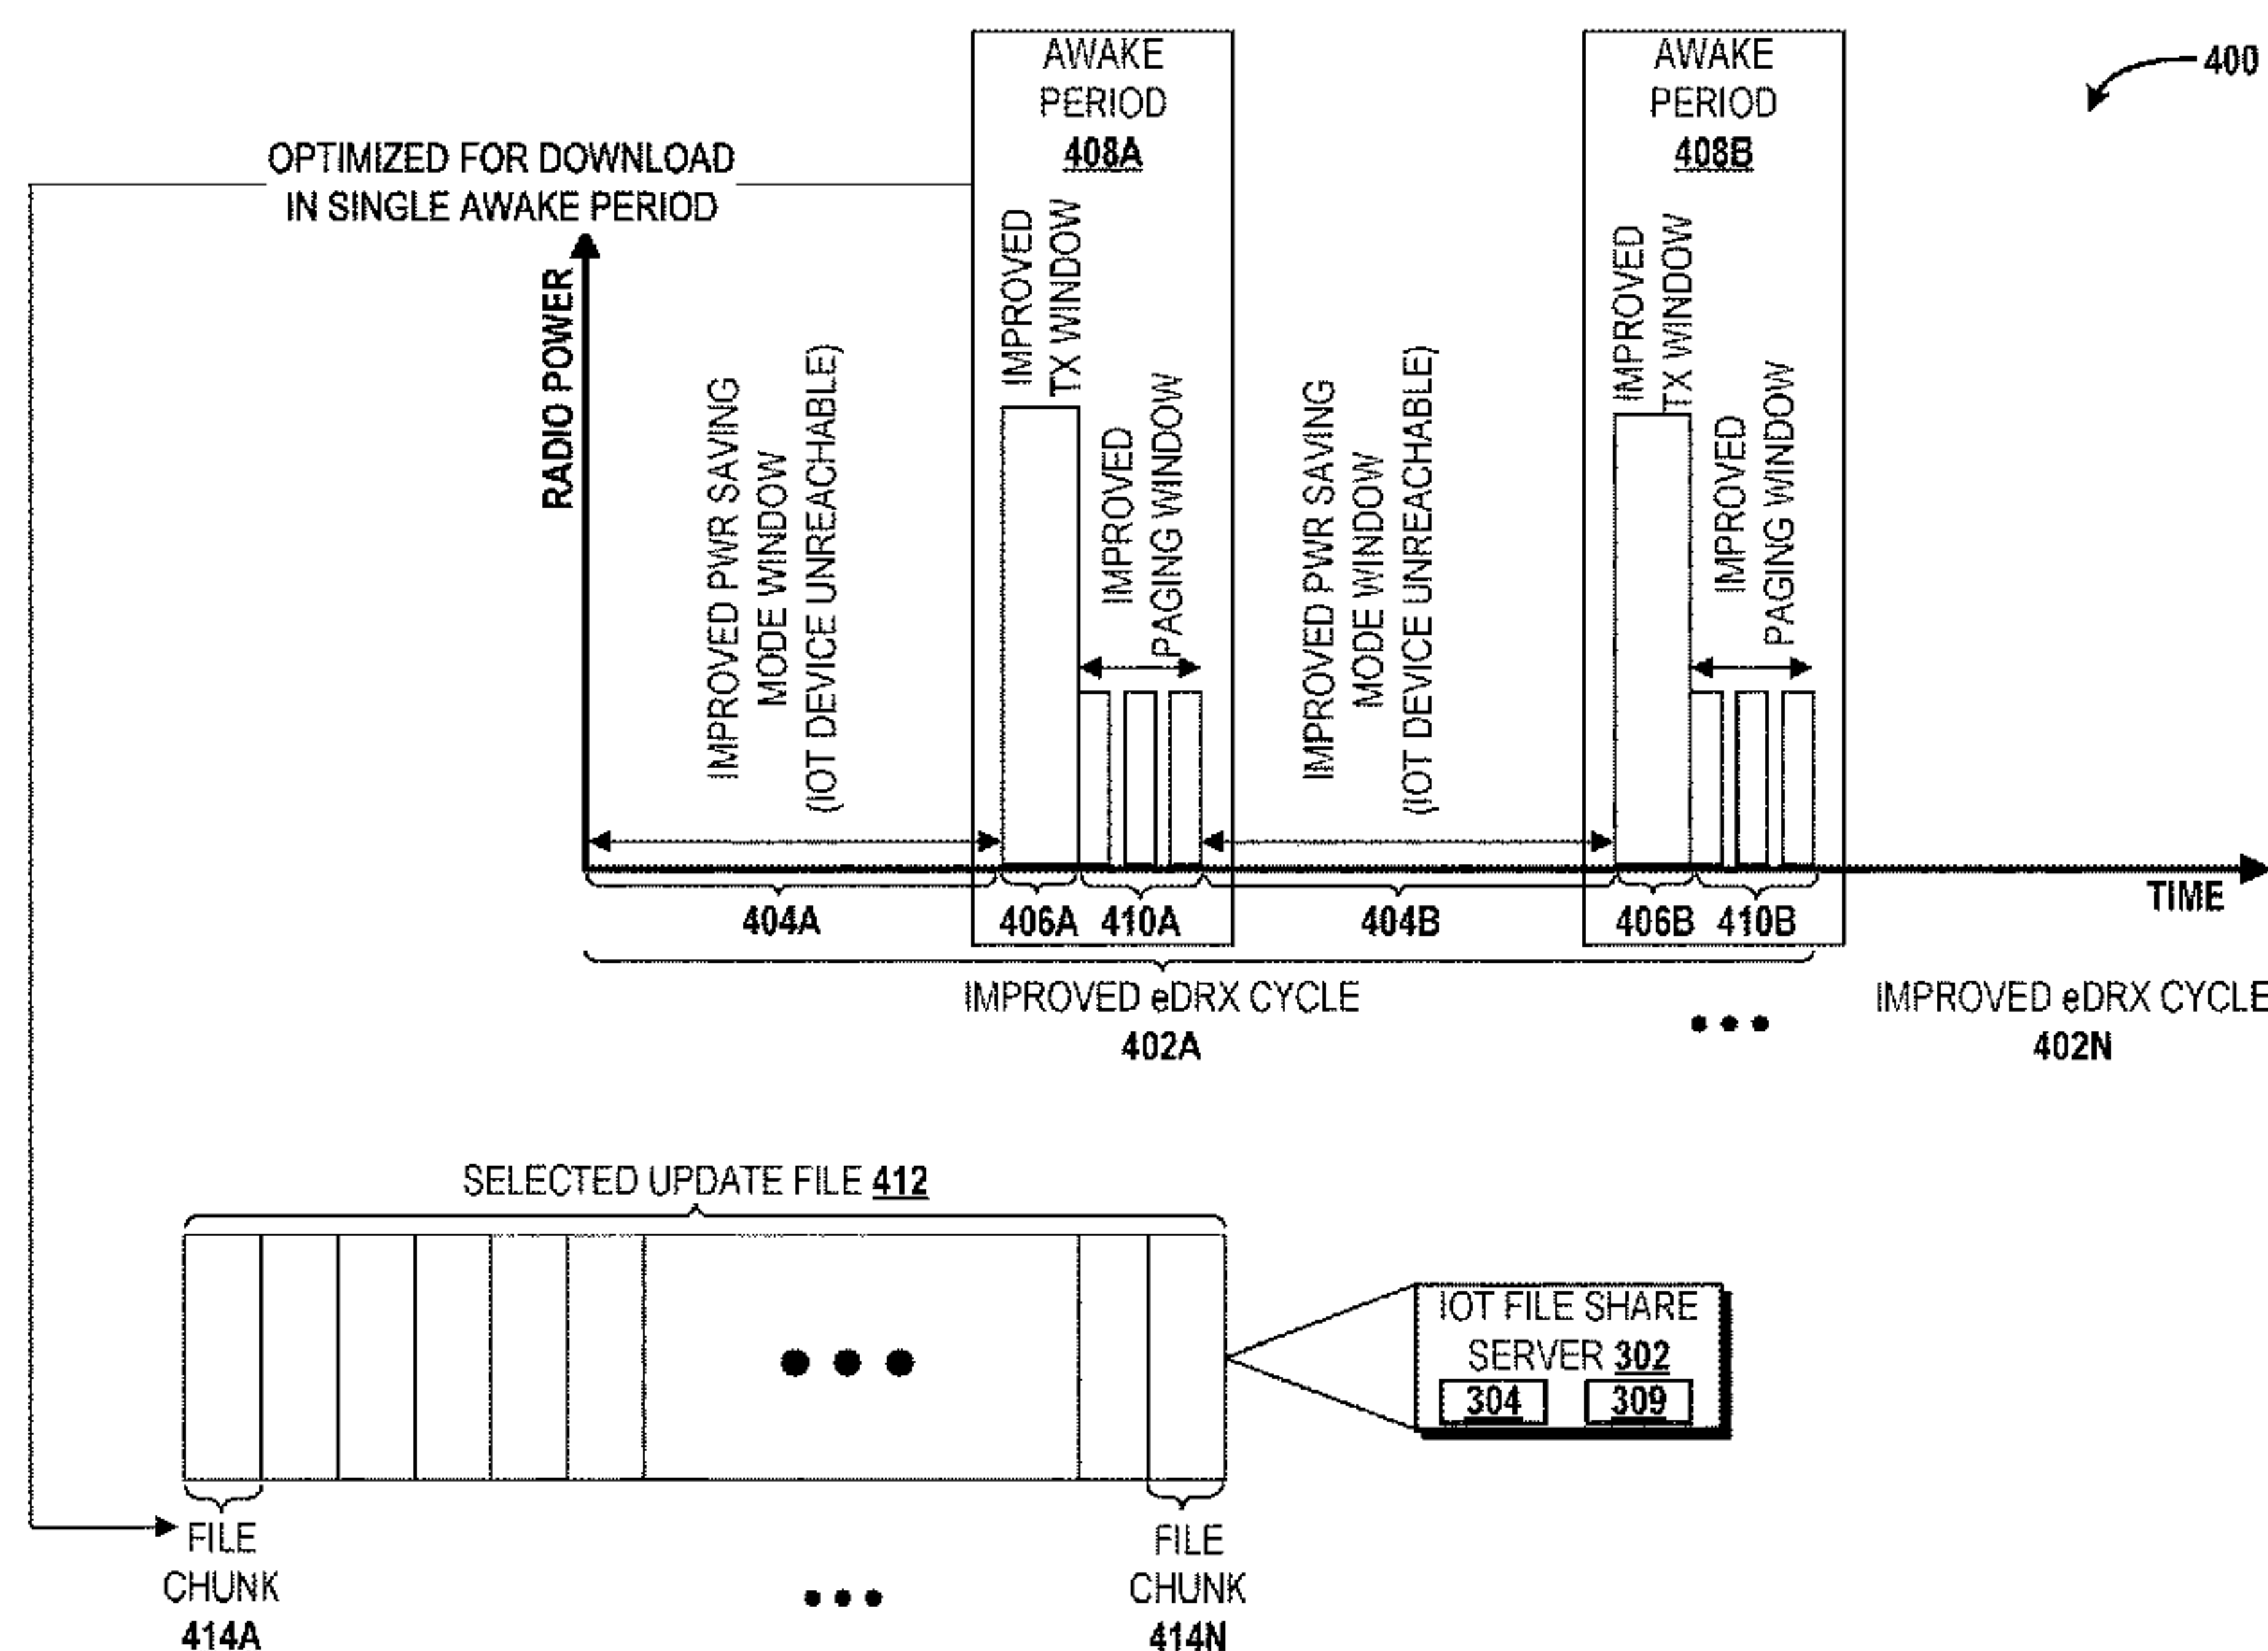 AWAKE
PERIOD
408A
AWAKE
PERIOD
408B
400
OPTIMIZED FOR DOWNLOAD
IN SINGLE AWAKE PERIOD
RADIO POWER
IMPROVED PWR SAVING
MODE WINDOW
(IOT DEVICE UNREACHABLE)
IMPROVED
TX WINDOW
IMPROVED
PAGING WINDOW
IMPROVED PWR SAVING
MODE WINDOW
(IOT DEVICE UNREACHABLE)
IMPROVED
TX WINDOW
IMPROVED
PAGING WINDOW
TIME
404A
406A
410A
404B
406B
410B
IMPROVED eDRX CYCLE
402A
• • •
IMPROVED eDRX CYCLE
402N
SELECTED UPDATE FILE 412
• • •
IOT FILE SHARE
SERVER 302
304
309
FILE
CHUNK
414A
• • •
FILE
CHUNK
414N